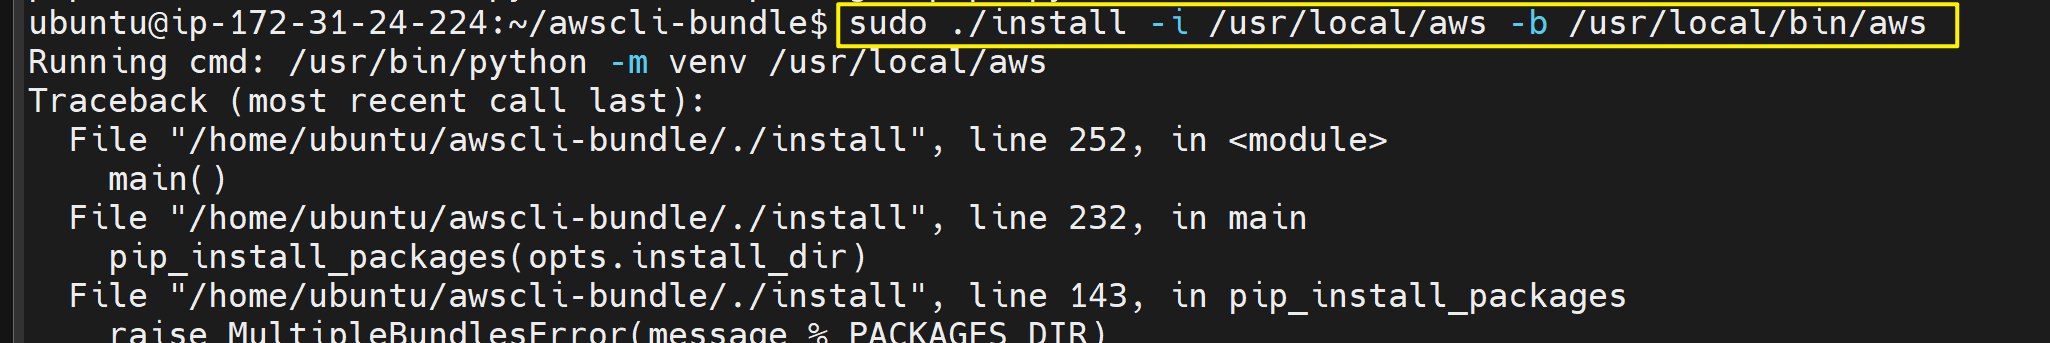 ubuntu@ip-172-31-24-224:~/awscli-bundle$ sudo ./install -i /usr/local/aws -b /usr/local/bin/aws
Running cmd: /usr/bin/python -m venv /usr/local/aws
Traceback (most recent call last):
  File "/home/ubuntu/awscli-bundle/./install", line 252, in <module>
    main()
  File "/home/ubuntu/awscli-bundle/./install", line 232, in main
    pip_install_packages(opts.install_dir)
  File "/home/ubuntu/awscli-bundle/./install", line 143, in pip_install_packages
    raise MultipleBundlesError(message % PACKAGES_DIR)